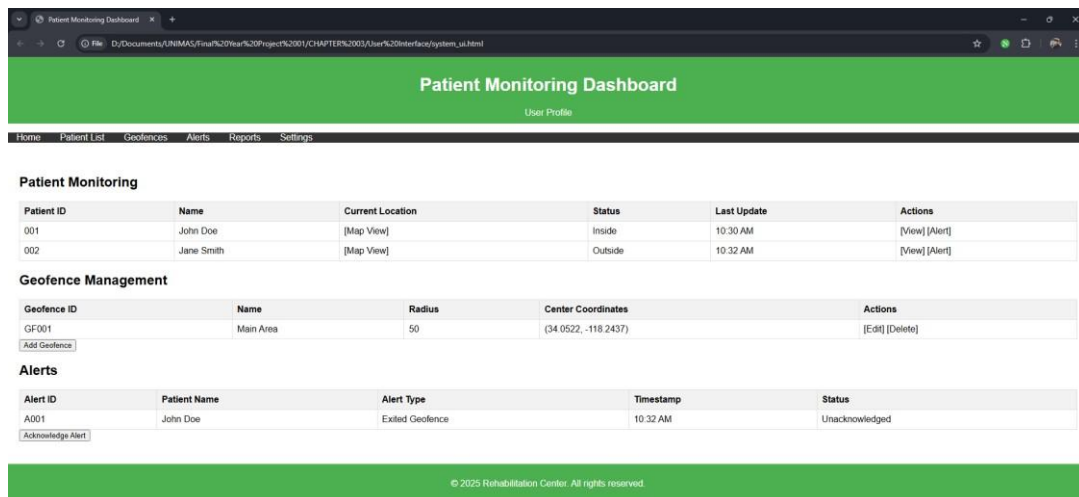 Patient Monitoring Dashboard
File D:/Documents/UNIMAS/Final%20Year%20Project%2001/CHAPTER%2003/User%20Interface/system_ui.html
Patient Monitoring Dashboard
User Profile
Home Patient List Geofences Alerts Reports Settings
Patient Monitoring
Patient ID Name Current Location Status Last Update Actions
001 John Doe [Map View] Inside 10:30 AM [View] [Alert]
002 Jane Smith [Map View] Outside 10:32 AM [View] [Alert]
Geofence Management
Geofence ID Name Radius Center Coordinates Actions
GF001 Main Area 50 (34.0522, -118.2437) [Edit] [Delete]
Add Geofence
Alerts
Alert ID Patient Name Alert Type Timestamp Status
A001 John Doe Exited Geofence 10:32 AM Unacknowledged
Acknowledge Alert
© 2025 Rehabilitation Center. All rights reserved.